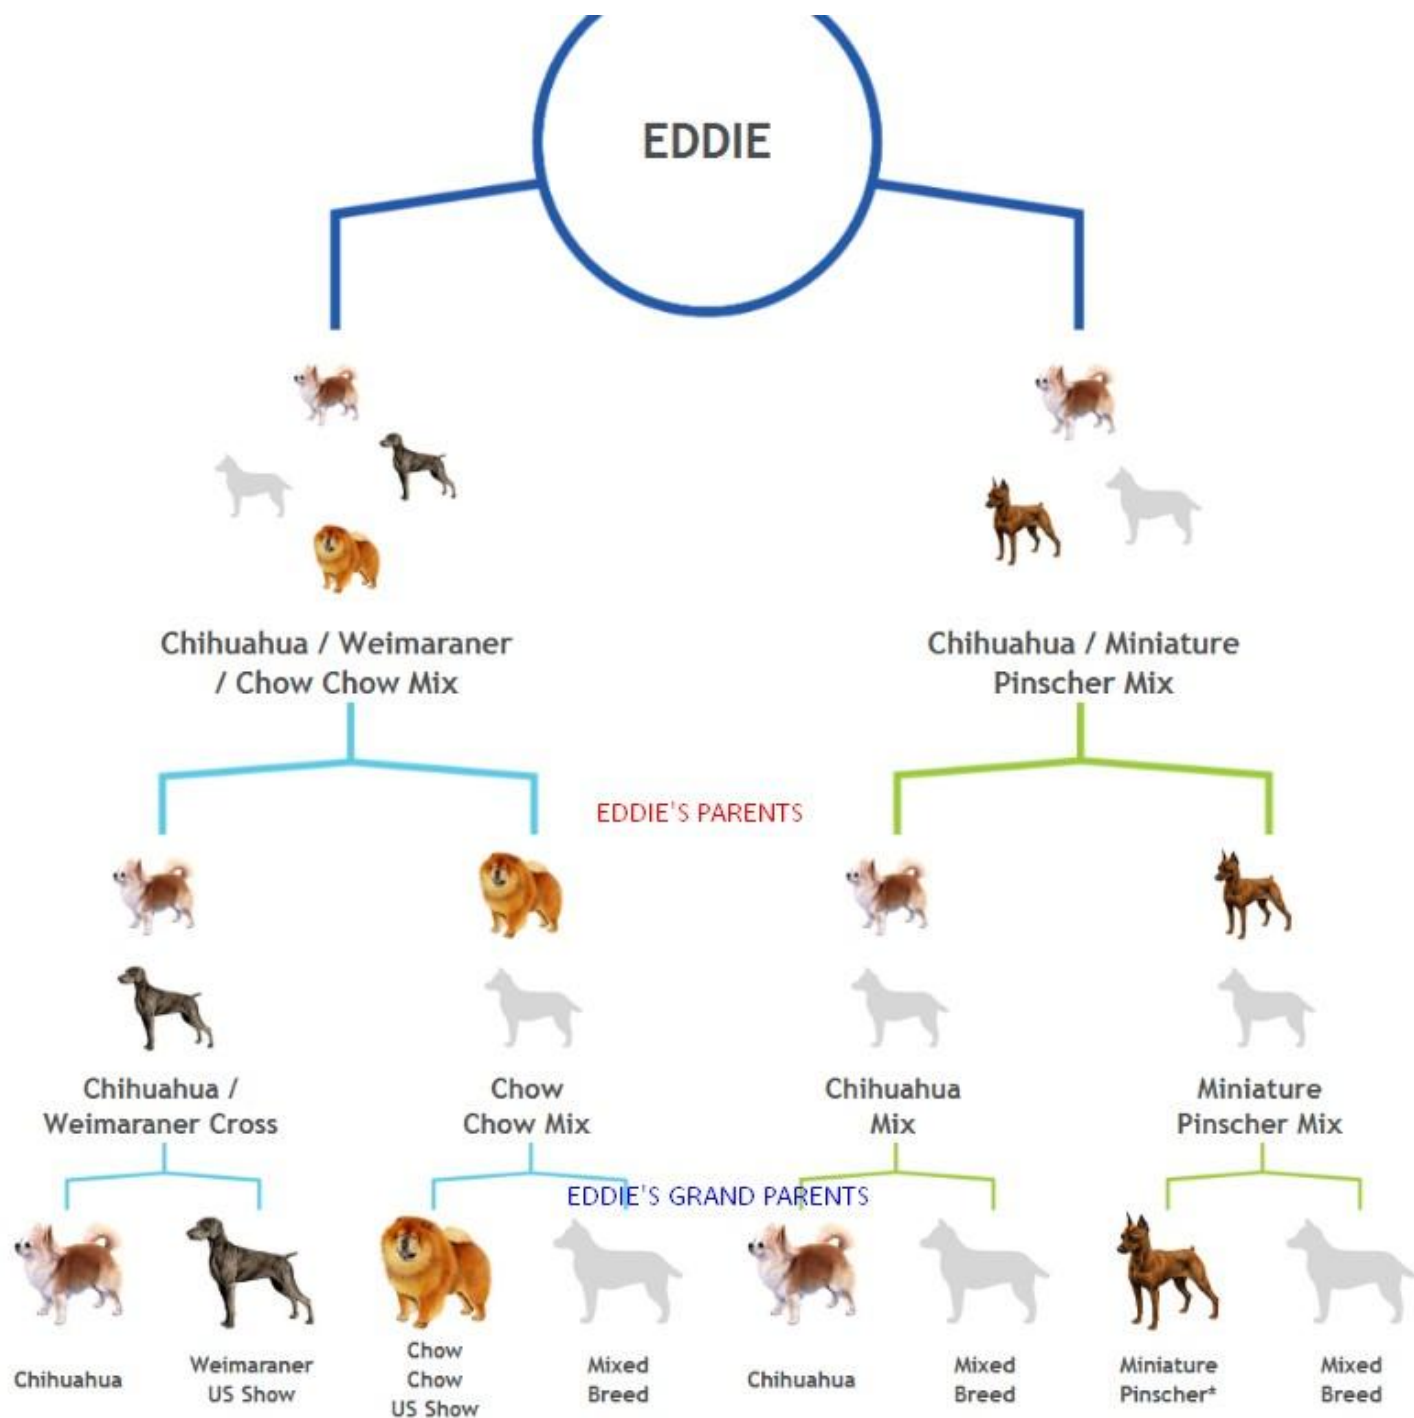 EDDIE
Chihuahua / Weimaraner
/ Chow Chow Mix
Chihuahua / Miniature
Pinscher Mix
EDDIE'S PARENTS
Chihuahua /
Weimaraner Cross
Chow
Chow Mix
Chihuahua
Mix
Miniature
Pinscher Mix
EDDIE'S GRAND PARENTS
Chihuahua
Weimaraner
US Show
Chow
Chow
US Show
Mixed
Breed
Chihuahua
Mixed
Breed
Miniature
Pinscher*
Mixed
Breed